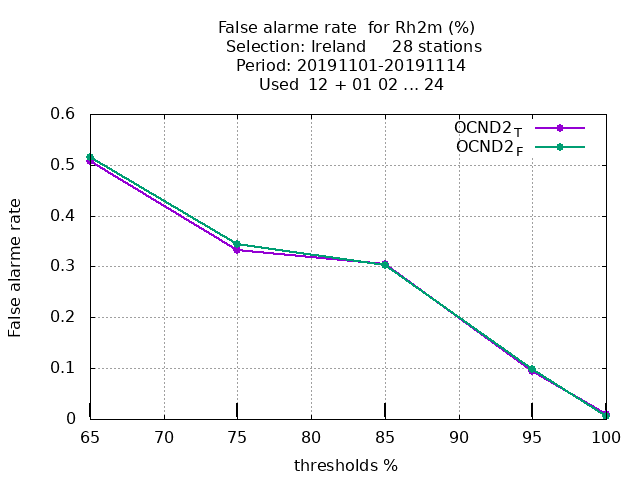 False alarme rate  for Rh2m (%)
Selection: Ireland     28 stations
Period: 20191101-20191114
Used  12 + 01 02 ... 24
0.6
0.5
0.4
0.3
0.2
0.1
0
False alarme rate
OCND2T
OCND2F
65 70 75 80 85 90 95 100
thresholds %